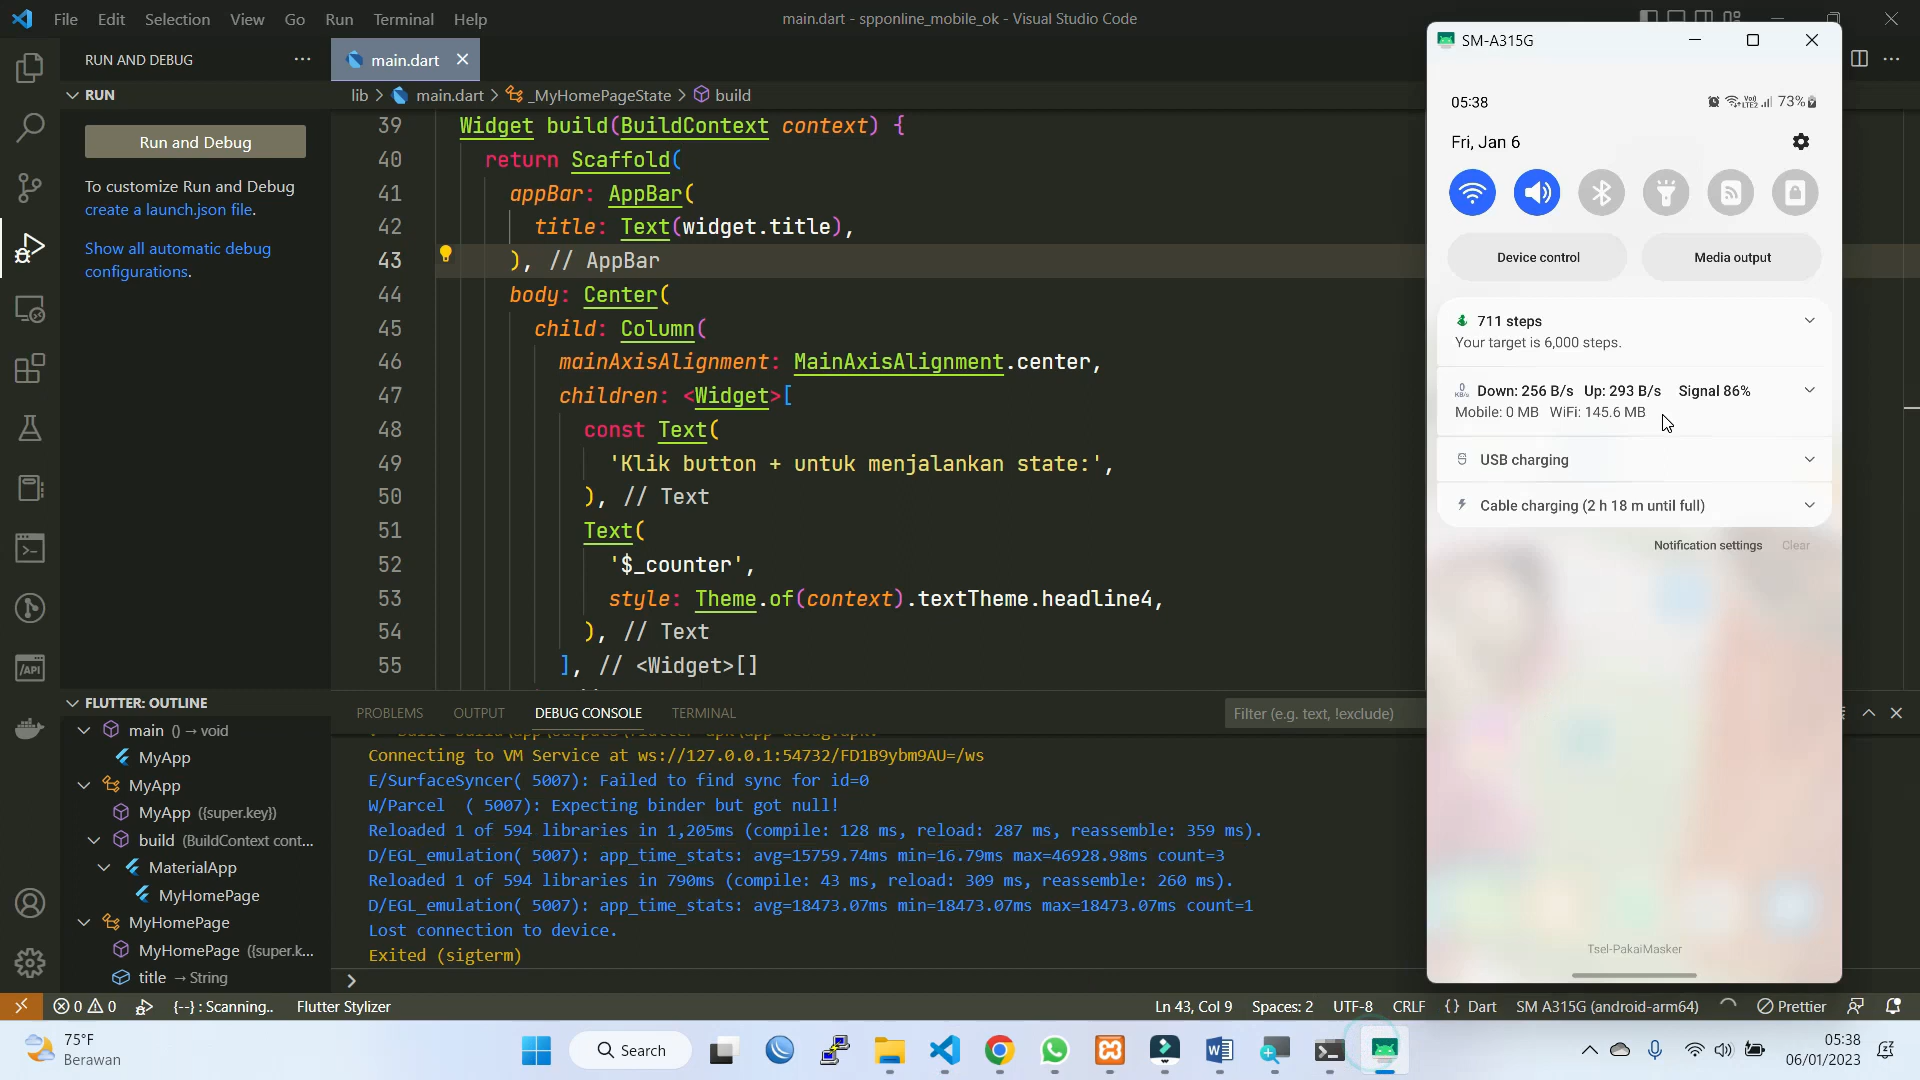 File Edit Selection View Go Run Terminal Help
main.dart - spponline_mobile_ok - Visual Studio Code
RUN AND DEBUG
RUN
Run and Debug
To customize Run and Debug
create a launch.json file.
Show all automatic debug
configurations.
main.dart
lib > main.dart > _MyHomePageState > build
39 Widget build(BuildContext context) {
40 return Scaffold(
41 appBar: AppBar(
42 title: Text(widget.title),
43 ), // AppBar
44 body: Center(
45 child: Column(
46 mainAxisAlignment: MainAxisAlignment.center,
47 children: <Widget>[
48 const Text(
49 'Klik button + untuk menjalankan state:',
50 ), // Text
51 Text(
52 '$_counter',
53 style: Theme.of(context).textTheme.headline4,
54 ), // Text
55 ], // <Widget>[]
FLUTTER: OUTLINE
main () → void
MyApp
MyApp
MyApp ({super.key})
build (BuildContext cont...
MaterialApp
MyHomePage
MyHomePage
MyHomePage ({super.k...
title → String
PROBLEMS OUTPUT DEBUG CONSOLE TERMINAL
Filter (e.g. text, !exclude)
Connecting to VM Service at ws://127.0.0.1:54732/FD1B9ybm9AU=/ws
E/SurfaceSyncer( 5007): Failed to find sync for id=0
W/Parcel  ( 5007): Expecting binder but got null!
Reloaded 1 of 594 libraries in 1,205ms (compile: 128 ms, reload: 287 ms, reassemble: 359 ms).
D/EGL_emulation( 5007): app_time_stats: avg=15759.74ms min=16.79ms max=46928.98ms count=3
Reloaded 1 of 594 libraries in 790ms (compile: 43 ms, reload: 309 ms, reassemble: 260 ms).
D/EGL_emulation( 5007): app_time_stats: avg=18473.07ms min=18473.07ms max=18473.07ms count=1
Lost connection to device.
Exited (sigterm)
SM-A315G
05:38
73%
Fri, Jan 6
Device control
Media output
711 steps
Your target is 6,000 steps.
Down: 256 B/s Up: 293 B/s Signal 86%
Mobile: 0 MB WiFi: 145.6 MB
USB charging
Cable charging (2 h 18 m until full)
Notification settings Clear
Tsel-PakaiMasker
0 0 {--} : Scanning.. Flutter Stylizer
Ln 43, Col 9 Spaces: 2 UTF-8 CRLF {} Dart SM A315G (android-arm64) Prettier
75°F
Berawan
Search
05:38
06/01/2023